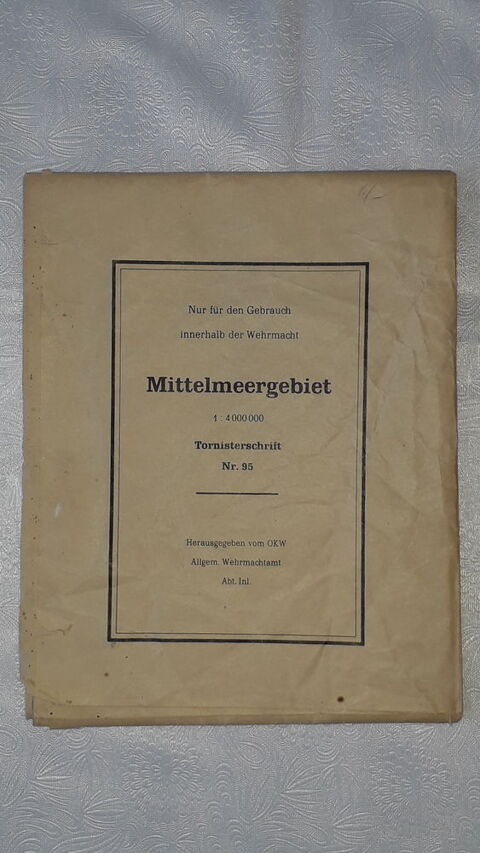 Nur für den Gebrauch
innerhalb der Wehrmacht
Mittelmeergebiet
1 : 4 000 000
Tornisterschrift
Nr. 95
Herausgegeben vom OKW
Allgem. Wehrmachtamt
Abt. Inl.